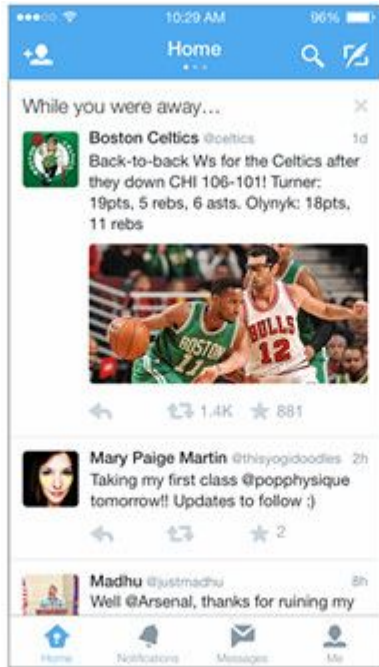 10:29 AM 96%
Home
While you were away...
Boston Celtics @celtics 1d
Back-to-back Ws for the Celtics after
they down CHI 106-101! Turner:
19pts, 5 rebs, 6 asts. Olynyk: 18pts,
11 rebs
BOSTON
11
BULLS
12
1.4K 881
Mary Paige Martin @thisyogidoodles 2h
Taking my first class @popphysique
tomorrow!! Updates to follow :)
2
Madhu @justmadhu 8h
Well @Arsenal, thanks for ruining my
Home Notifications Messages Me